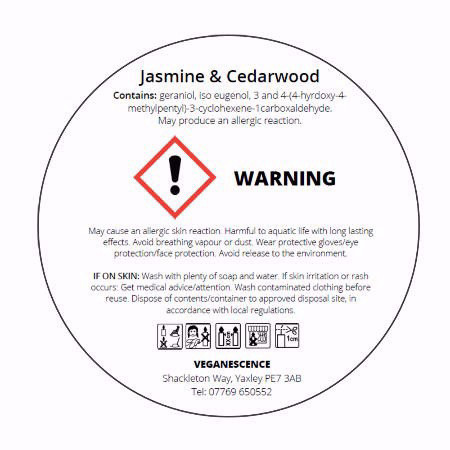 Jasmine & Cedarwood
Contains: geraniol, iso eugenol, 3 and 4-(4-hyrdoxy-4-
methylpentyl)-3-cyclohexene-1carboxaldehyde.
May produce an allergic reaction.
WARNING
May cause an allergic skin reaction. Harmful to aquatic life with long lasting
effects. Avoid breathing vapour or dust. Wear protective gloves/eye
protection/face protection. Avoid release to the environment.
IF ON SKIN: Wash with plenty of soap and water. If skin irritation or rash
occurs: Get medical advice/attention. Wash contaminated clothing before
reuse. Dispose of contents/container to approved disposal site, in
accordance with local regulations.
1cm
VEGANESCENCE
Shackleton Way, Yaxley PE7 3AB
Tel: 07769 650552